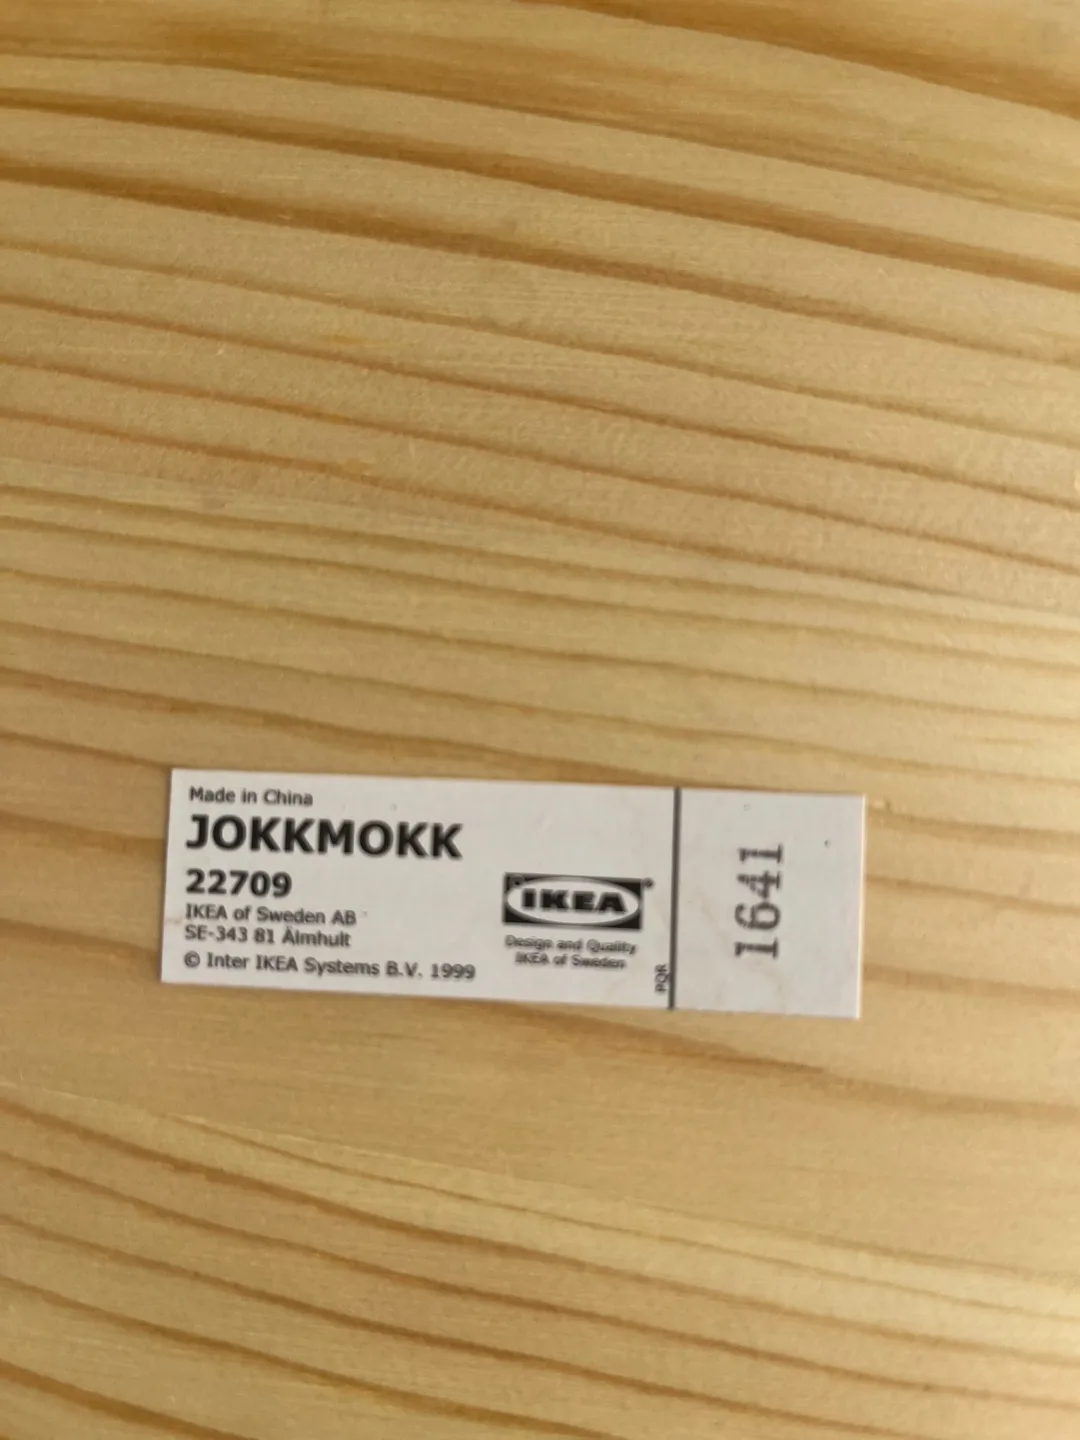 Made in China
JOKKMOKK
22709
IKEA of Sweden AB
SE-343 81 Älmhult
© Inter IKEA Systems B.V. 1999
IKEA®
Design and Quality
IKEA of Sweden
PQR
1641